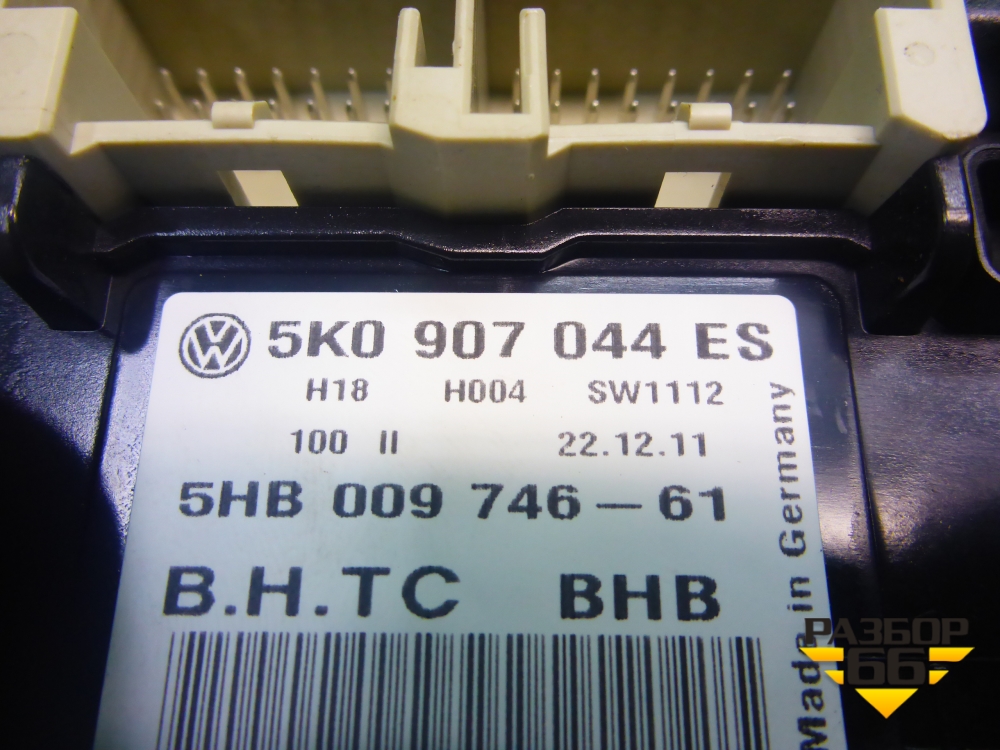 5K0 907 044 ES
H18 H004 SW1112
100 II 22.12.11
5HB 009 746-61
B.H.TC BHB
Made in Germany
РАЗБОР
66